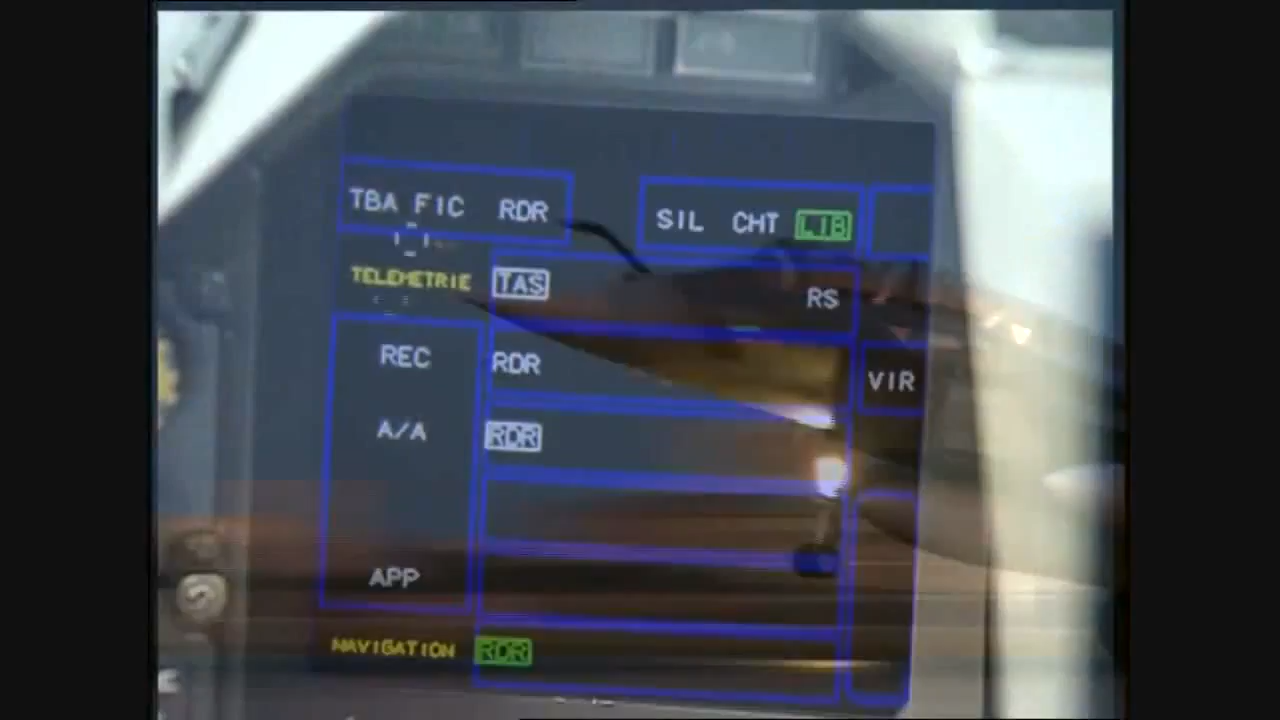 TBA FIC RDR SIL CHT LIB
TELEMETRIE TAS RS
REC RDR VIR
A/A RDR
APP
NAVIGATION RDR